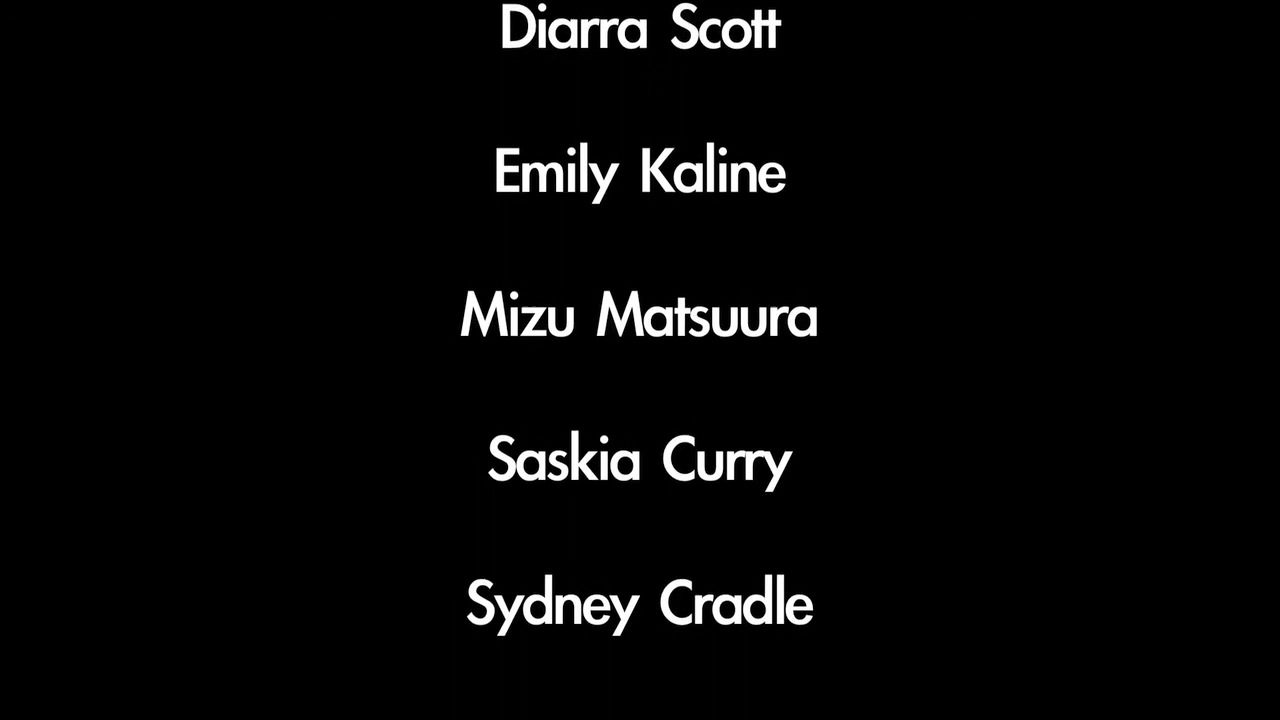 Diarra Scott
Emily Kaline
Mizu Matsuura
Saskia Curry
Sydney Cradle